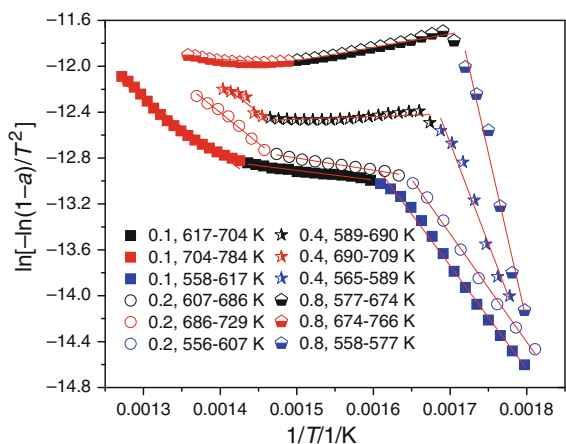 ln[−ln(1−a)/T²]
−11.6
−12.0
−12.4
−12.8
−13.2
−13.6
−14.0
−14.4
−14.8
0.1, 617-704 K
0.1, 704-784 K
0.1, 558-617 K
0.2, 607-686 K
0.2, 686-729 K
0.2, 556-607 K
0.4, 589-690 K
0.4, 690-709 K
0.4, 565-589 K
0.8, 577-674 K
0.8, 674-766 K
0.8, 558-577 K
0.0013 0.0014 0.0015 0.0016 0.0017 0.0018
1/T/1/K